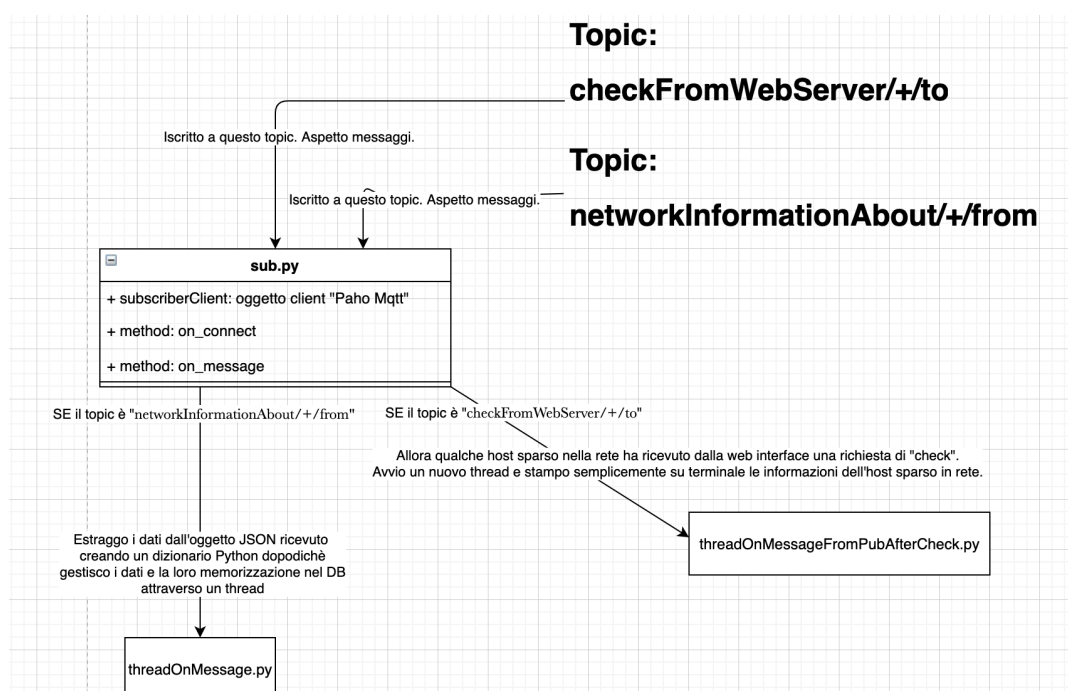 Topic:
checkFromWebServer/+/to
Iscritto a questo topic. Aspetto messaggi.
Topic:
Iscritto a questo topic. Aspetto messaggi.
networkInformationAbout/+/from
sub.py
+ subscriberClient: oggetto client "Paho Mqtt"
+ method: on_connect
+ method: on_message
SE il topic è "networkInformationAbout/+/from"
SE il topic è "checkFromWebServer/+/to"
Allora qualche host sparso nella rete ha ricevuto dalla web interface una richiesta di "check".
Avvio un nuovo thread e stampo semplicemente su terminale le informazioni dell'host sparso in rete.
Estraggo i dati dall'oggetto JSON ricevuto
creando un dizionario Python dopodichè
gestisco i dati e la loro memorizzazione nel DB
attraverso un thread
threadOnMessageFromPubAfterCheck.py
threadOnMessage.py